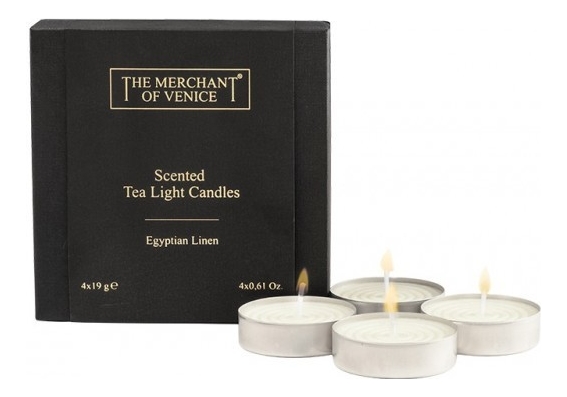 THE MERCHANT®
OF VENICE
Scented
Tea Light Candles
Egyptian Linen
4x19 g℮
4x0,61 Oz.